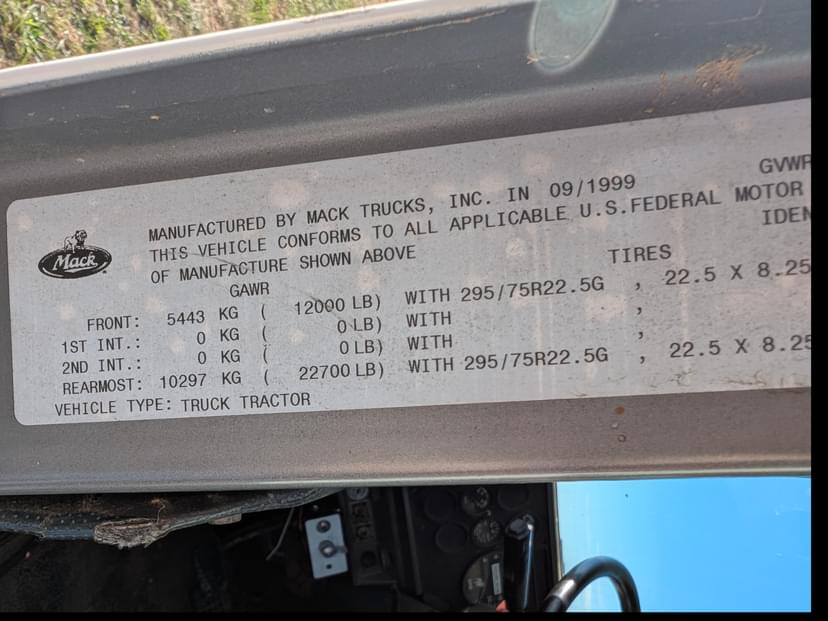 Mack
MANUFACTURED BY MACK TRUCKS, INC. IN 09/1999 GVWR
THIS VEHICLE CONFORMS TO ALL APPLICABLE U.S.FEDERAL MOTOR
OF MANUFACTURE SHOWN ABOVE IDEN
GAWR TIRES
FRONT: 5443 KG ( 12000 LB) WITH 295/75R22.5G , 22.5 X 8.25
1ST INT.: 0 KG ( 0 LB) WITH ,
2ND INT.: 0 KG ( 0 LB) WITH ,
REARMOST: 10297 KG ( 22700 LB) WITH 295/75R22.5G , 22.5 X 8.25
VEHICLE TYPE: TRUCK TRACTOR